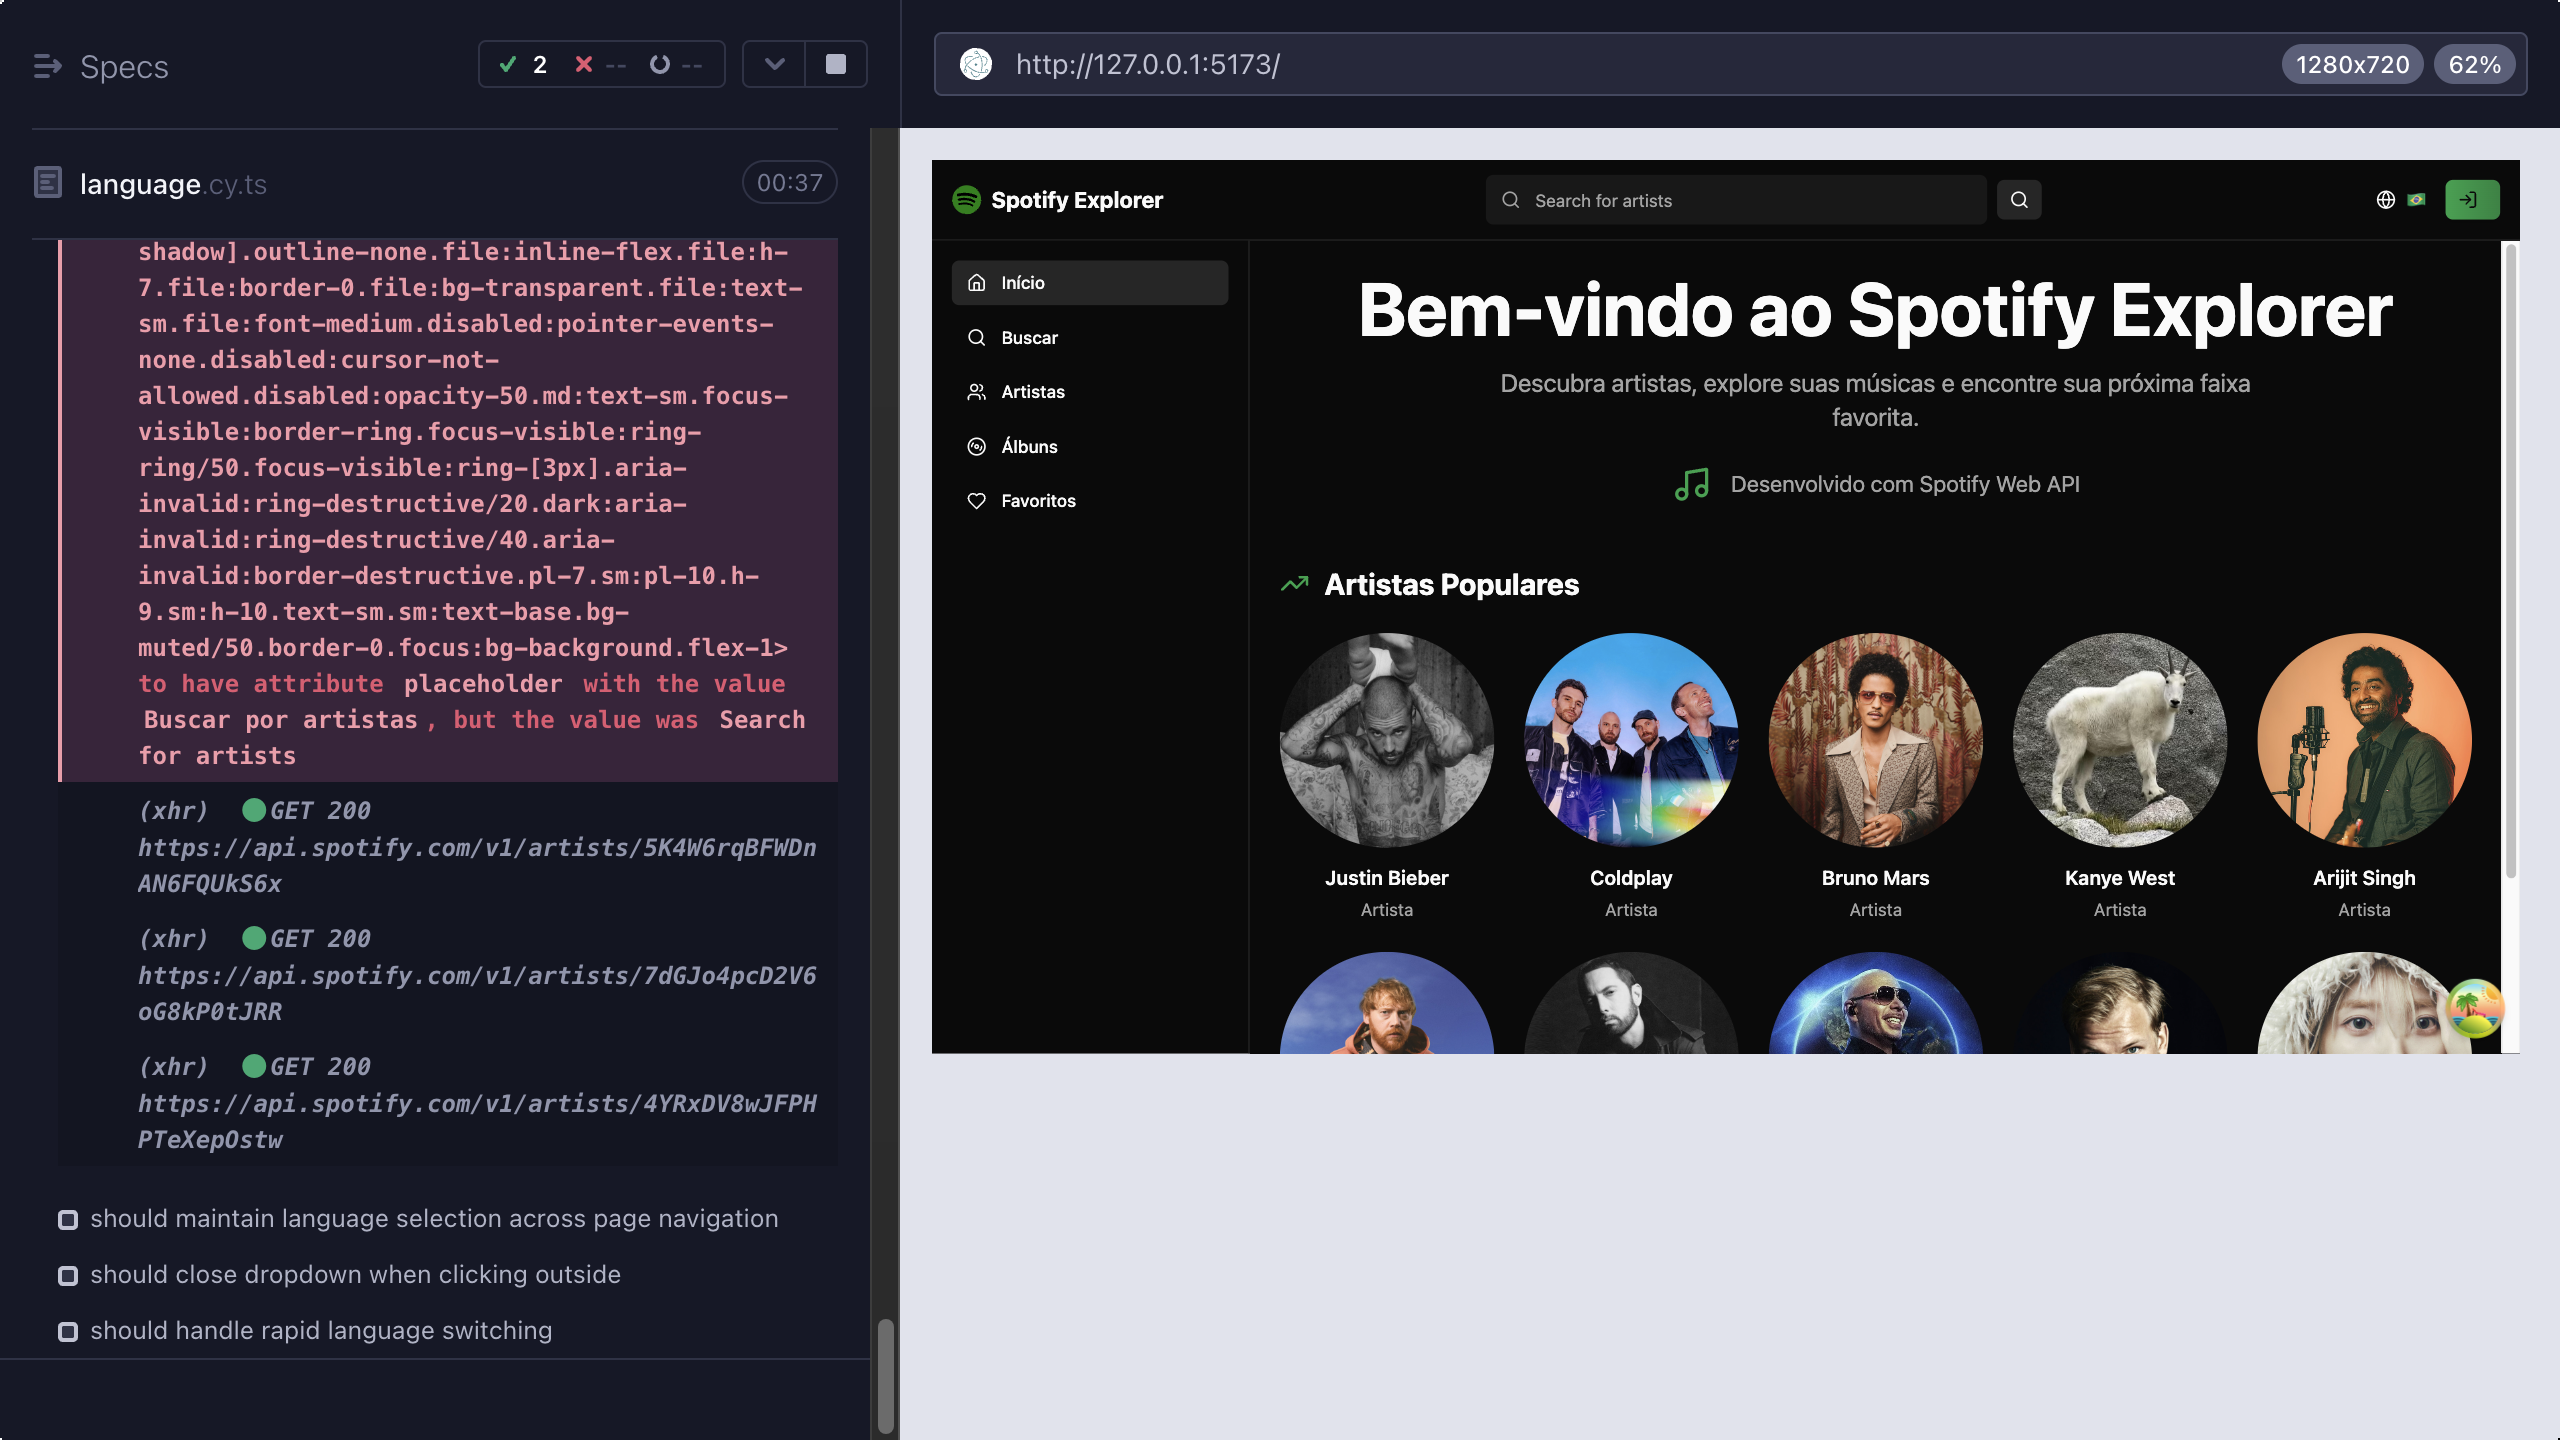 Specs
2
--
--
http://127.0.0.1:5173/
1280x720
62%
language.cy.ts
00:37
shadow].outline-none.file:inline-flex.file:h-
7.file:border-0.file:bg-transparent.file:text-
sm.file:font-medium.disabled:pointer-events-
none.disabled:cursor-not-
allowed.disabled:opacity-50.md:text-sm.focus-
visible:border-ring.focus-visible:ring-
ring/50.focus-visible:ring-[3px].aria-
invalid:ring-destructive/20.dark:aria-
invalid:ring-destructive/40.aria-
invalid:border-destructive.pl-7.sm:pl-10.h-
9.sm:h-10.text-sm.sm:text-base.bg-
muted/50.border-0.focus:bg-background.flex-1>
to have attribute placeholder with the value
Buscar por artistas, but the value was Search
for artists
(xhr) GET 200
https://api.spotify.com/v1/artists/5K4W6rqBFWDn
AN6FQUkS6x
(xhr) GET 200
https://api.spotify.com/v1/artists/7dGJo4pcD2V6
oG8kP0tJRR
(xhr) GET 200
https://api.spotify.com/v1/artists/4YRxDV8wJFPH
PTeXepOstw
should maintain language selection across page navigation
should close dropdown when clicking outside
should handle rapid language switching
Spotify Explorer
Search for artists
Início
Buscar
Artistas
Álbuns
Favoritos
Bem-vindo ao Spotify Explorer
Descubra artistas, explore suas músicas e encontre sua próxima faixa
favorita.
Desenvolvido com Spotify Web API
Artistas Populares
Justin Bieber
Artista
Coldplay
Artista
Bruno Mars
Artista
Kanye West
Artista
Arijit Singh
Artista